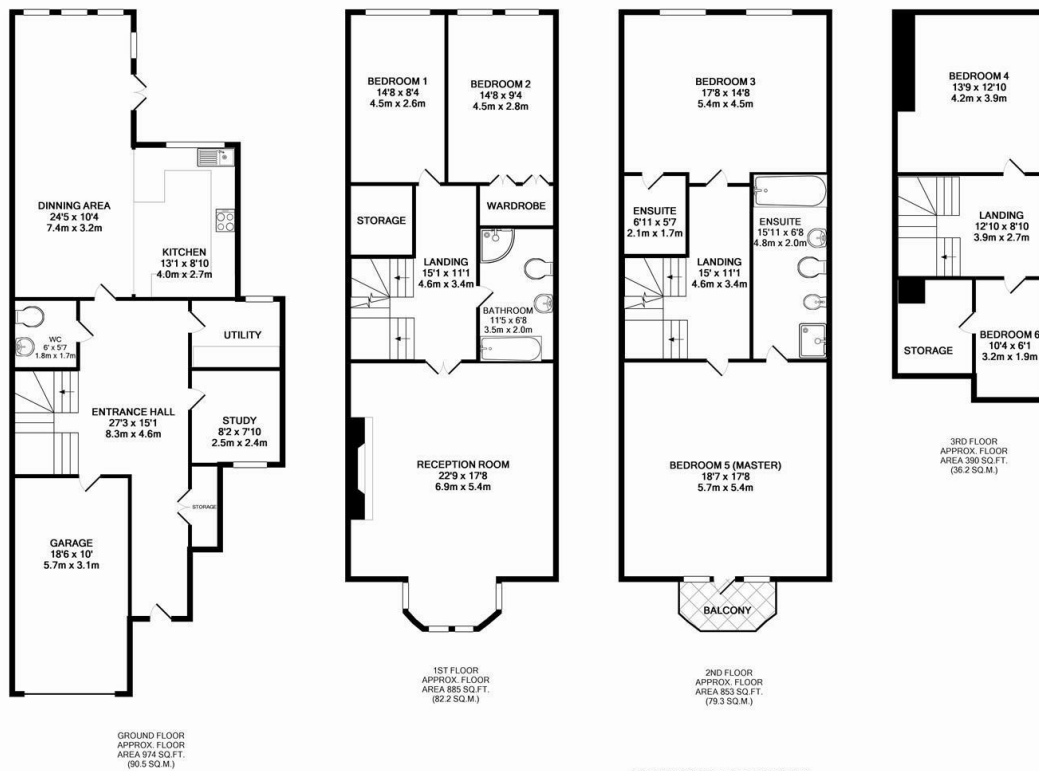 DINNING AREA
24'5 x 10'4
7.4m x 3.2m
KITCHEN
13'1 x 8'10
4.0m x 2.7m
WC
6' x 5'7
1.8m x 1.7m
UTILITY
ENTRANCE HALL
27'3 x 15'1
8.3m x 4.6m
STUDY
8'2 x 7'10
2.5m x 2.4m
STORAGE
GARAGE
18'6 x 10'
5.7m x 3.1m
GROUND FLOOR
APPROX. FLOOR
AREA 974 SQ.FT.
(90.5 SQ.M.)
BEDROOM 1
14'8 x 8'4
4.5m x 2.6m
BEDROOM 2
14'8 x 9'4
4.5m x 2.8m
STORAGE
WARDROBE
LANDING
15'1 x 11'1
4.6m x 3.4m
BATHROOM
11'5 x 6'8
3.5m x 2.0m
RECEPTION ROOM
22'9 x 17'8
6.9m x 5.4m
1ST FLOOR
APPROX. FLOOR
AREA 885 SQ.FT.
(82.2 SQ.M.)
BEDROOM 3
17'8 x 14'8
5.4m x 4.5m
ENSUITE
6'11 x 5'7
2.1m x 1.7m
ENSUITE
15'11 x 6'8
4.8m x 2.0m
LANDING
15' x 11'1
4.6m x 3.4m
BEDROOM 5 (MASTER)
18'7 x 17'8
5.7m x 5.4m
BALCONY
2ND FLOOR
APPROX. FLOOR
AREA 853 SQ.FT.
(79.3 SQ.M.)
BEDROOM 4
13'9 x 12'10
4.2m x 3.9m
LANDING
12'10 x 8'10
3.9m x 2.7m
STORAGE
BEDROOM 6
10'4 x 6'1
3.2m x 1.9m
3RD FLOOR
APPROX. FLOOR
AREA 390 SQ.FT.
(36.2 SQ.M.)